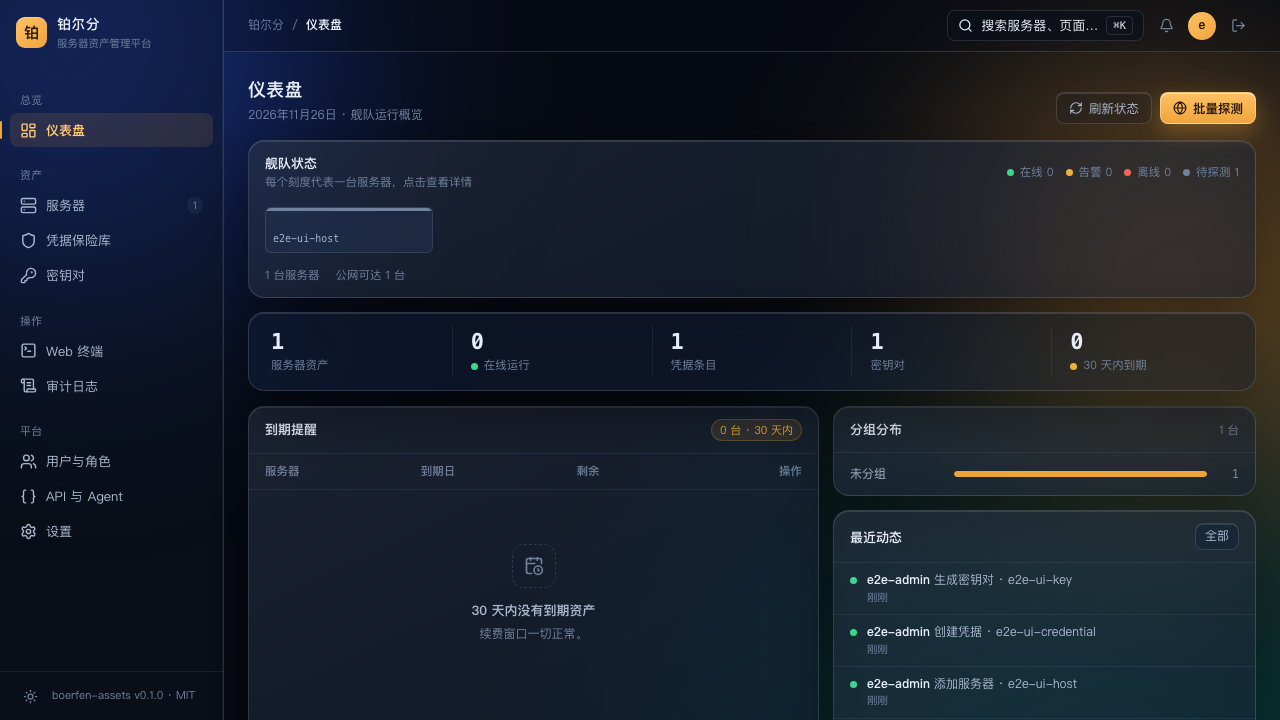 铂
铂尔分
服务器资产管理平台
总览
仪表盘
资产
服务器 1
凭据保险库
密钥对
操作
Web 终端
审计日志
平台
用户与角色
API 与 Agent
设置
boerfen-assets v0.1.0 · MIT
铂尔分 / 仪表盘
搜索服务器、页面… ⌘K
e
仪表盘
2026年11月26日 · 舰队运行概览
刷新状态
批量探测
舰队状态
每个刻度代表一台服务器，点击查看详情
在线 0 告警 0 离线 0 待探测 1
e2e-ui-host
1 台服务器 公网可达 1 台
1 0 1 1 0
服务器资产 在线运行 凭据条目 密钥对 30 天内到期
到期提醒 0 台 · 30 天内
服务器 到期日 剩余 操作
30 天内没有到期资产
续费窗口一切正常。
分组分布 1 台
未分组 1
最近动态 全部
e2e-admin 生成密钥对 · e2e-ui-key
刚刚
e2e-admin 创建凭据 · e2e-ui-credential
刚刚
e2e-admin 添加服务器 · e2e-ui-host
刚刚